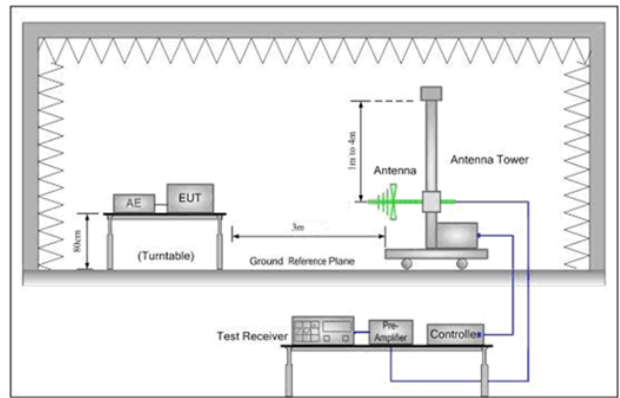 1m to 4m
Antenna
Antenna Tower
AE
EUT
80cm
(Turntable)
3m
Ground Reference Plane
Test Receiver
Pre-
Amplifier
Controller